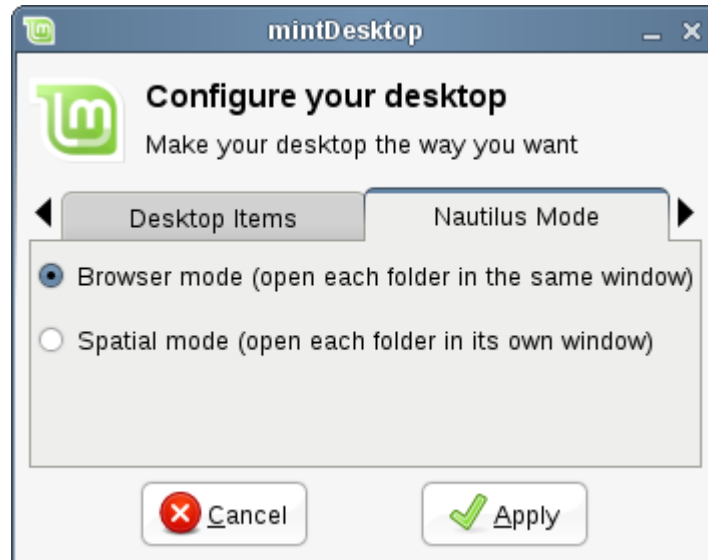 mintDesktop
Configure your desktop
Make your desktop the way you want
Desktop Items
Nautilus Mode
Browser mode (open each folder in the same window)
Spatial mode (open each folder in its own window)
Cancel
Apply